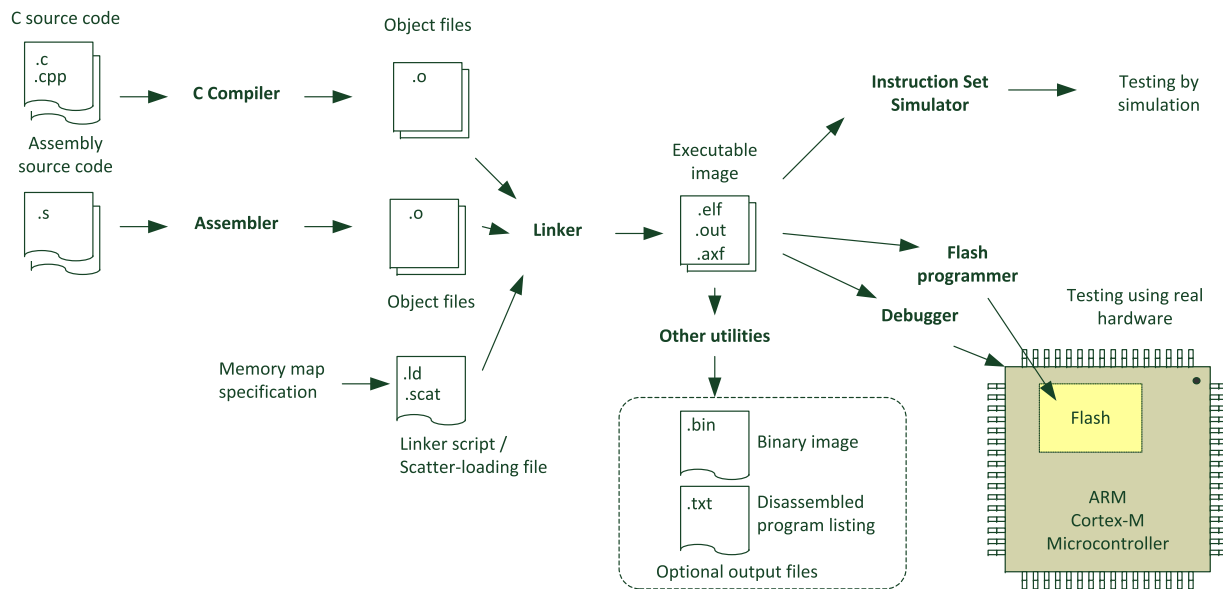 C source code
.c
.cpp
C Compiler
Object files
.o
Assembly
source code
.s
Assembler
.o
Object files
Linker
Memory map
specification
.ld
.scat
Linker script /
Scatter-loading file
Executable
image
.elf
.out
.axf
Instruction Set
Simulator
Testing by
simulation
Flash
programmer
Debugger
Testing using real
hardware
Other utilities
.bin
Binary image
.txt
Disassembled
program listing
Optional output files
Flash
ARM
Cortex-M
Microcontroller